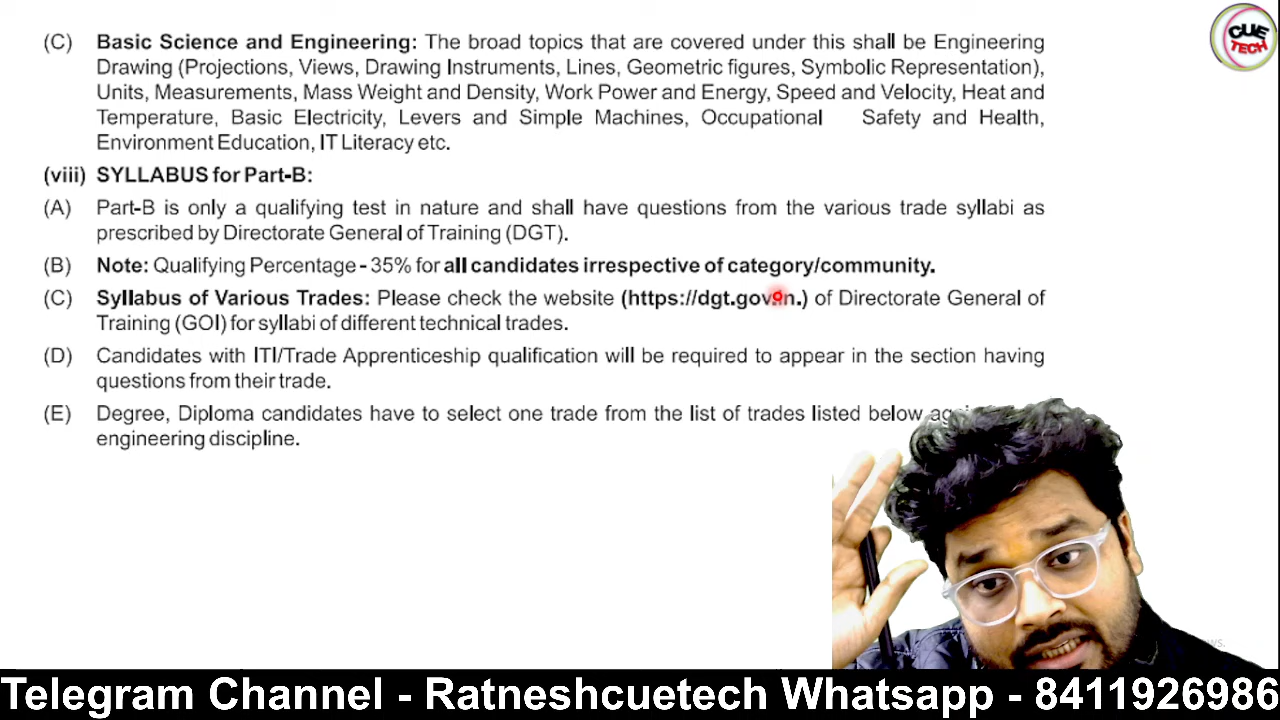 CUE
TECH
(C) Basic Science and Engineering: The broad topics that are covered under this shall be Engineering
Drawing (Projections, Views, Drawing Instruments, Lines, Geometric figures, Symbolic Representation),
Units, Measurements, Mass Weight and Density, Work Power and Energy, Speed and Velocity, Heat and
Temperature, Basic Electricity, Levers and Simple Machines, Occupational Safety and Health,
Environment Education, IT Literacy etc.
(viii) SYLLABUS for Part-B:
(A) Part-B is only a qualifying test in nature and shall have questions from the various trade syllabi as
prescribed by Directorate General of Training (DGT).
(B) Note: Qualifying Percentage - 35% for all candidates irrespective of category/community.
(C) Syllabus of Various Trades: Please check the website (https://dgt.gov.in.) of Directorate General of
Training (GOI) for syllabi of different technical trades.
(D) Candidates with ITI/Trade Apprenticeship qualification will be required to appear in the section having
questions from their trade.
(E) Degree, Diploma candidates have to select one trade from the list of trades listed below
engineering discipline.
Telegram Channel - Ratneshcuetech Whatsapp - 8411926986